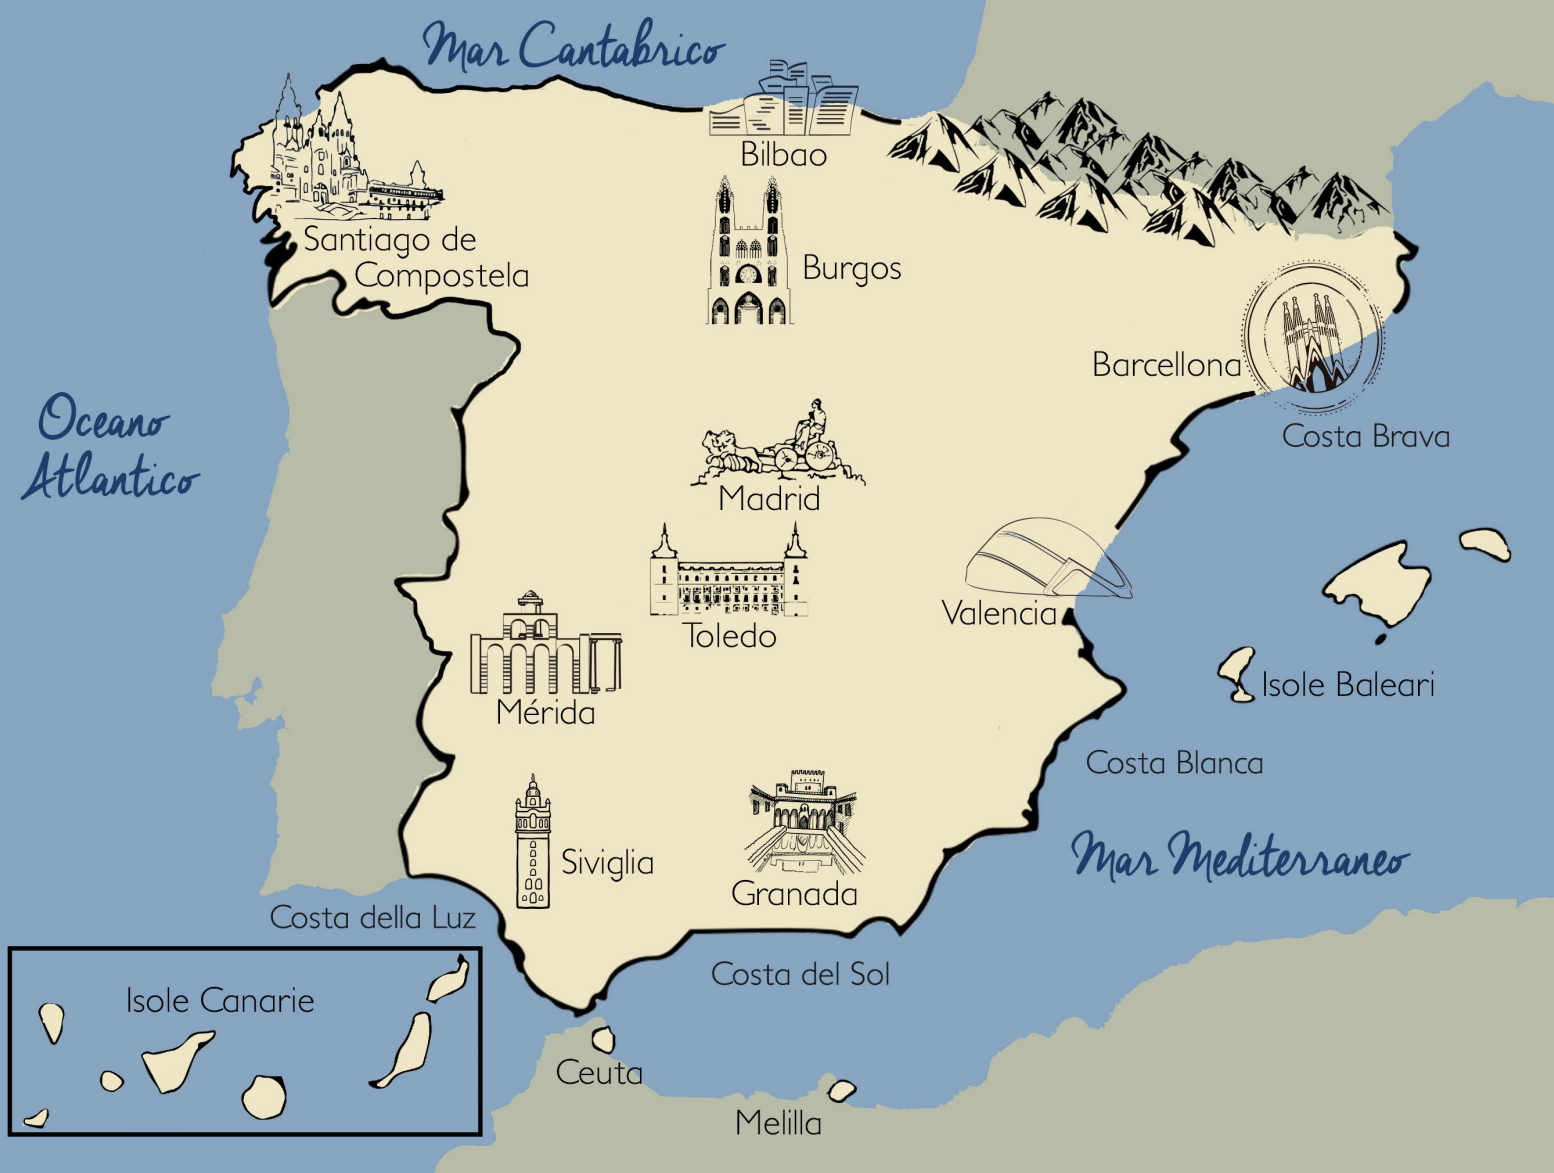 Mar Cantabrico
Bilbao
Santiago de
Compostela
Burgos
Barcellona
Oceano
Atlantico
Costa Brava
Madrid
Valencia
Toledo
Isole Baleari
Mérida
Costa Blanca
Mar Mediterraneo
Siviglia
Granada
Costa della Luz
Costa del Sol
Isole Canarie
Ceuta
Melilla